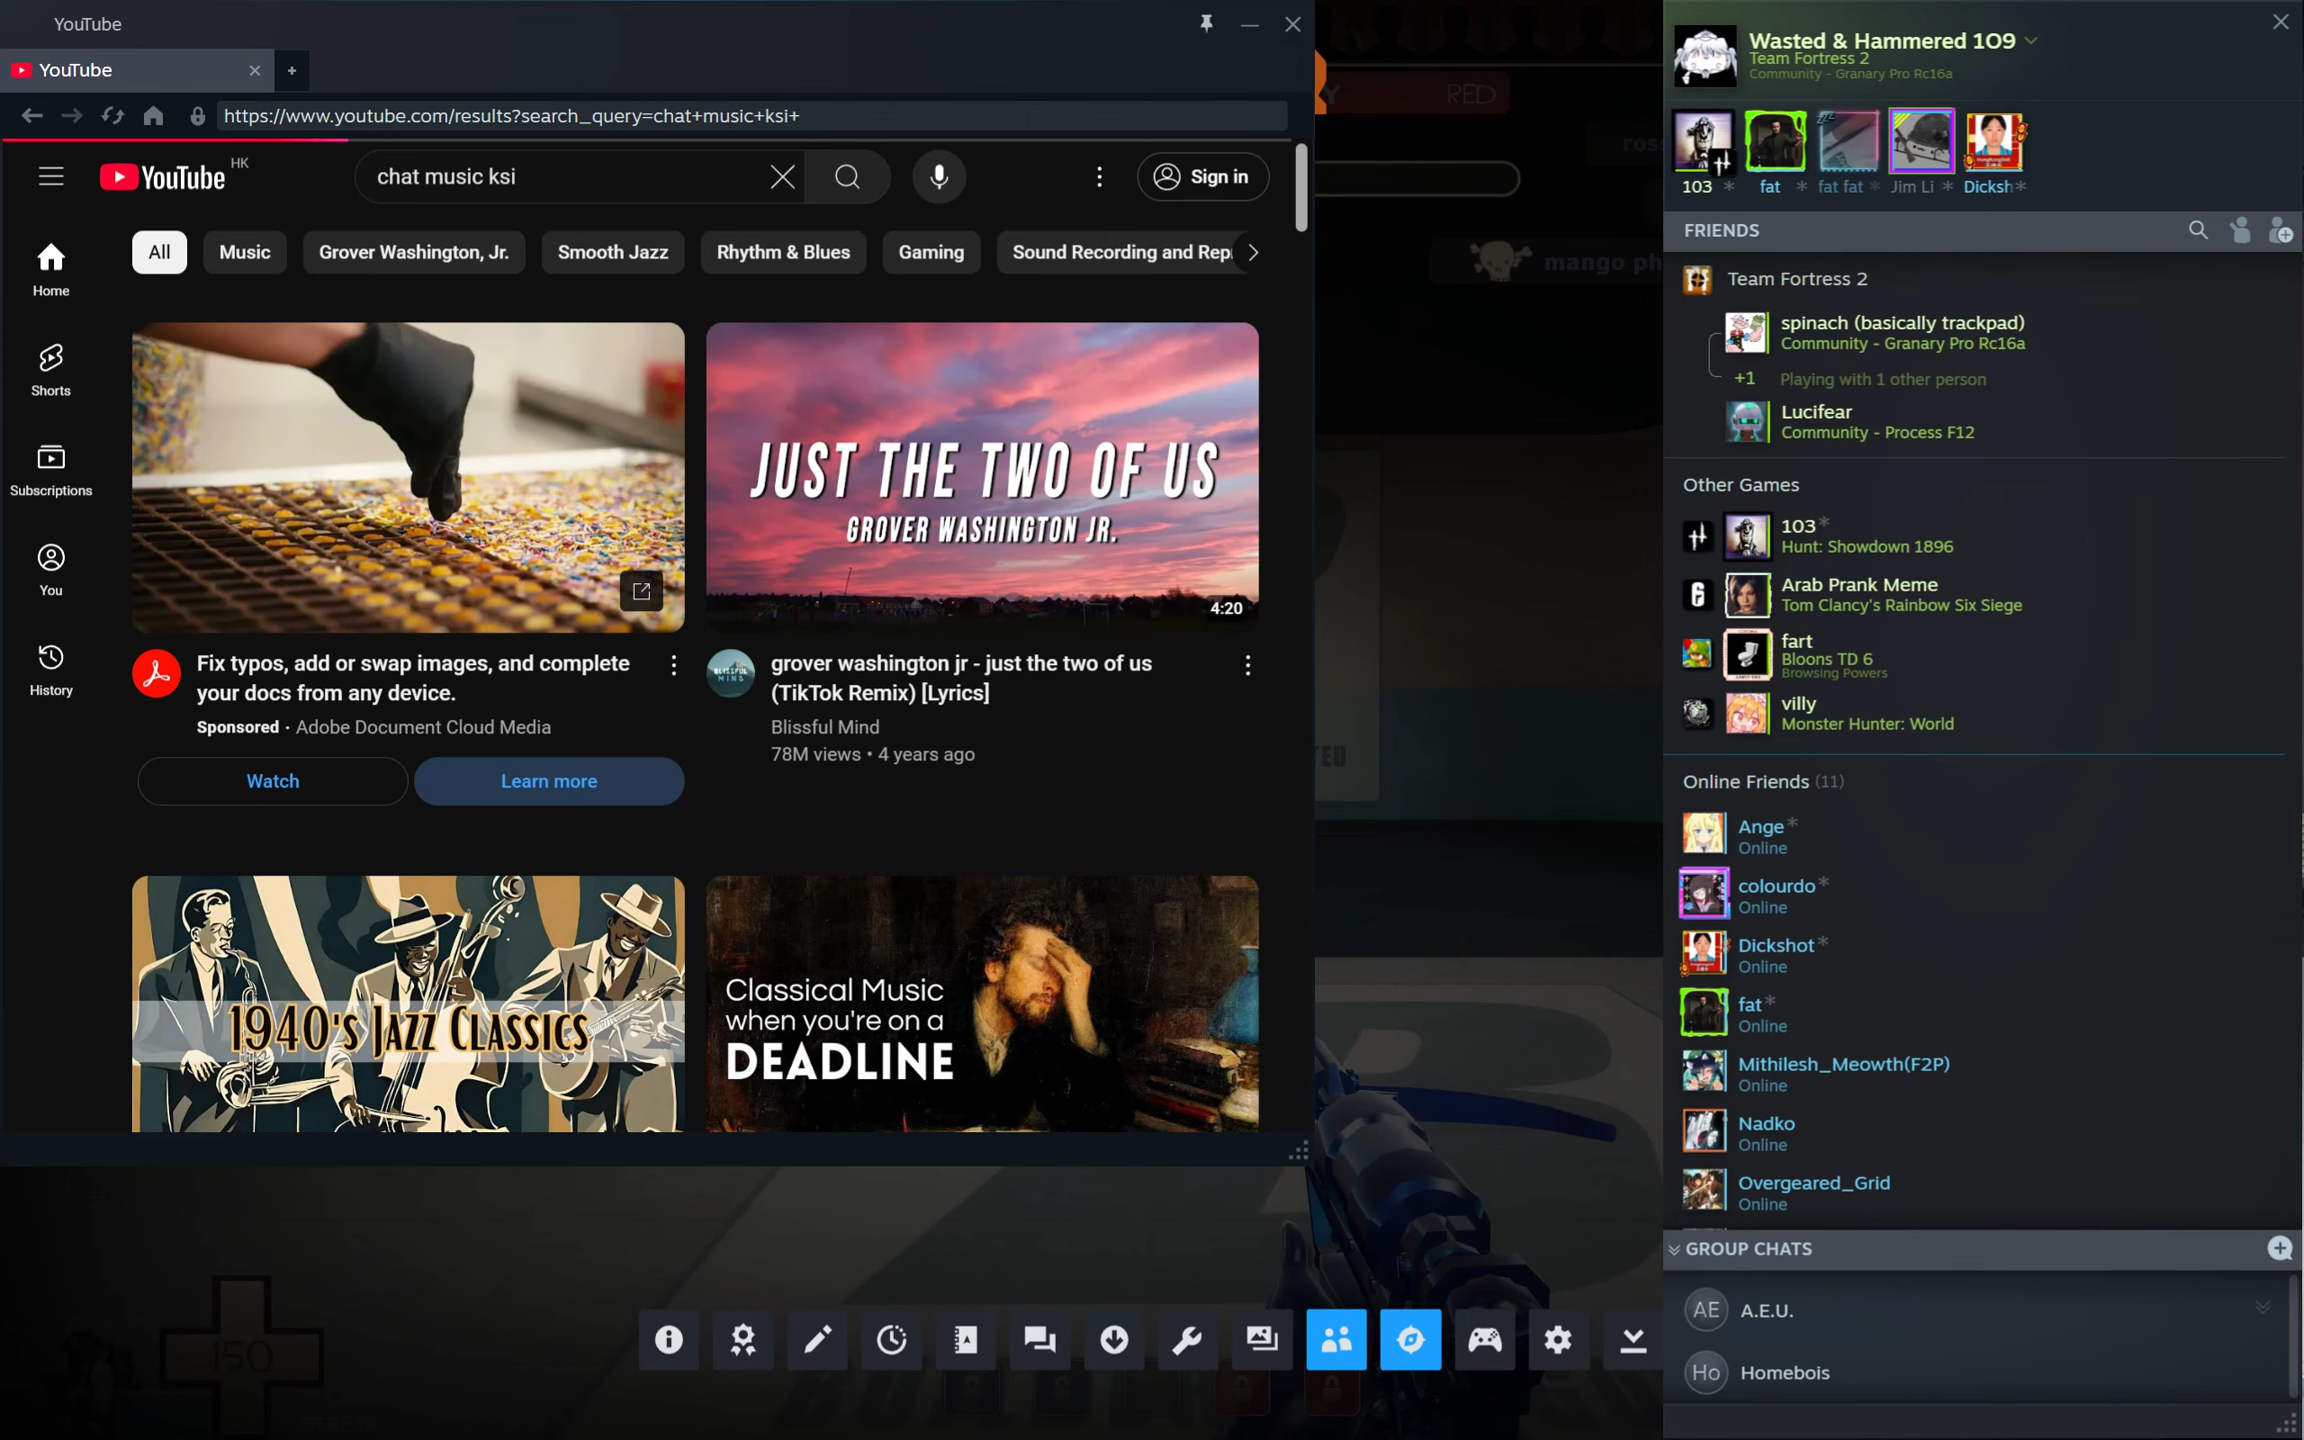 YouTube
YouTube
https://www.youtube.com/results?search_query=chat+music+ksi+
YouTube HK
chat music ksi
Sign in
All
Music
Grover Washington, Jr.
Smooth Jazz
Rhythm & Blues
Gaming
Sound Recording and Rep
Home
Shorts
Subscriptions
You
History
JUST THE TWO OF US
GROVER WASHINGTON JR.
4:20
Fix typos, add or swap images, and complete
your docs from any device.
Sponsored · Adobe Document Cloud Media
Watch
Learn more
grover washington jr - just the two of us
(TikTok Remix) [Lyrics]
Blissful Mind
78M views • 4 years ago
1940's JAZZ CLASSICS
Classical Music
when you're on a
DEADLINE
RED
mango ph
150
Wasted & Hammered 1O9
Team Fortress 2
Community - Granary Pro Rc16a
103 *
fat *
fat fat *
Jim Li *
Dicksh*
FRIENDS
Team Fortress 2
spinach (basically trackpad)
Community - Granary Pro Rc16a
+1 Playing with 1 other person
Lucifear
Community - Process F12
Other Games
103*
Hunt: Showdown 1896
Arab Prank Meme
Tom Clancy's Rainbow Six Siege
fart
Bloons TD 6
Browsing Powers
villy
Monster Hunter: World
Online Friends (11)
Ange*
Online
colourdo*
Online
Dickshot*
Online
fat*
Online
Mithilesh_Meowth(F2P)
Online
Nadko
Online
Overgeared_Grid
Online
GROUP CHATS
AE A.E.U.
Ho Homebois